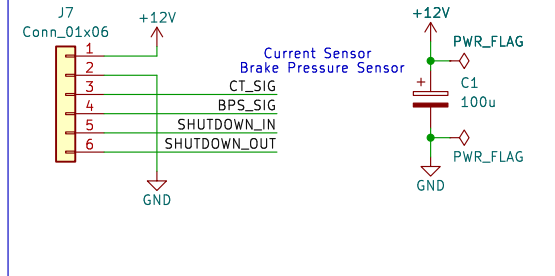 J7
Conn_01x06
1
2
3
4
5
6
+12V
Current Sensor
Brake Pressure Sensor
CT_SIG
BPS_SIG
SHUTDOWN_IN
SHUTDOWN_OUT
GND
+12V
PWR_FLAG
+
C1
100u
PWR_FLAG
GND